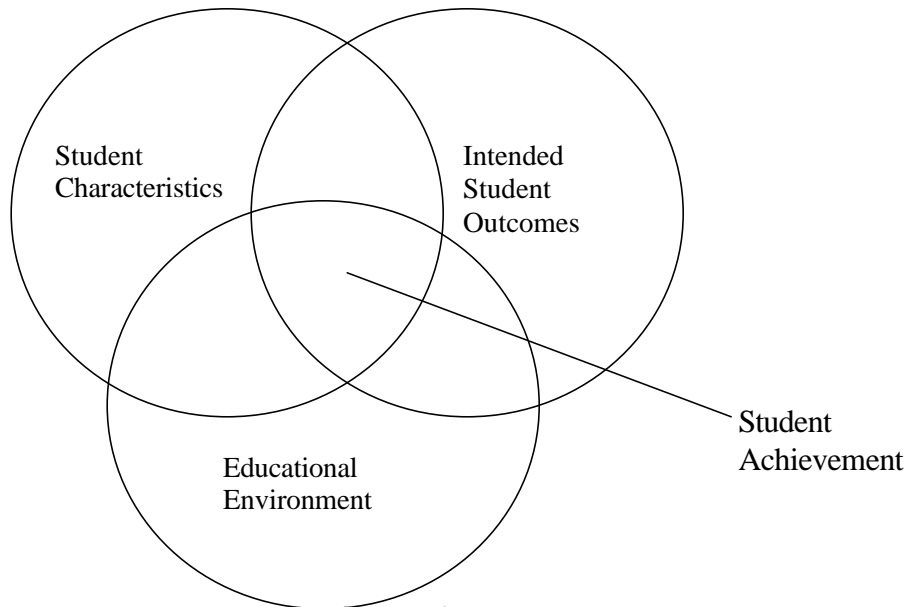 Student
Characteristics
Intended
Student
Outcomes
Educational
Environment
Student
Achievement